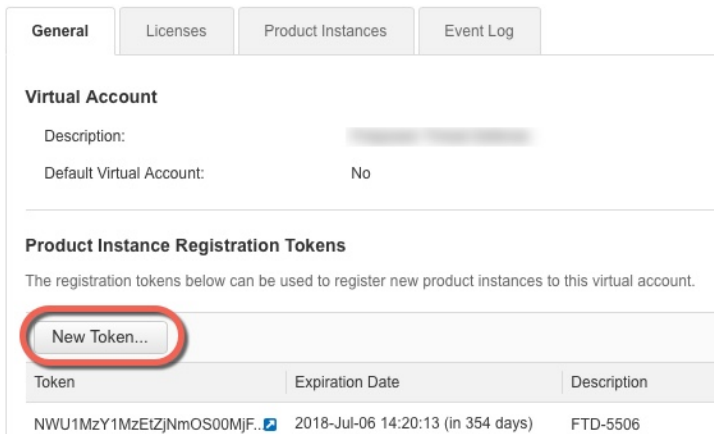 General Licenses Product Instances Event Log
Virtual Account
Description:
Default Virtual Account: No
Product Instance Registration Tokens
The registration tokens below can be used to register new product instances to this virtual account.
New Token...
Token Expiration Date Description
NWU1MzY1MzEtZjNmOS00MjF.. 2018-Jul-06 14:20:13 (in 354 days) FTD-5506